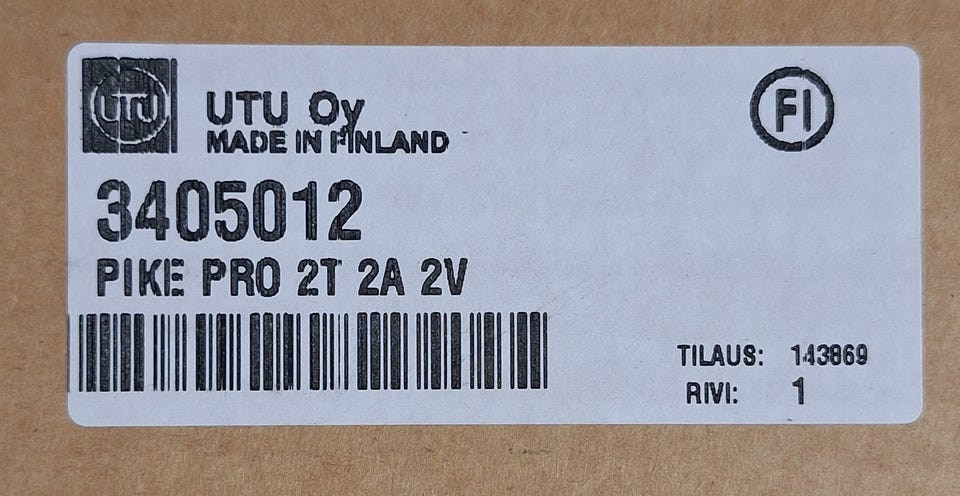 UTU
UTU Oy
MADE IN FINLAND
FI
3405012
PIKE PRO 2T 2A 2V
TILAUS: 143869
RIVI: 1